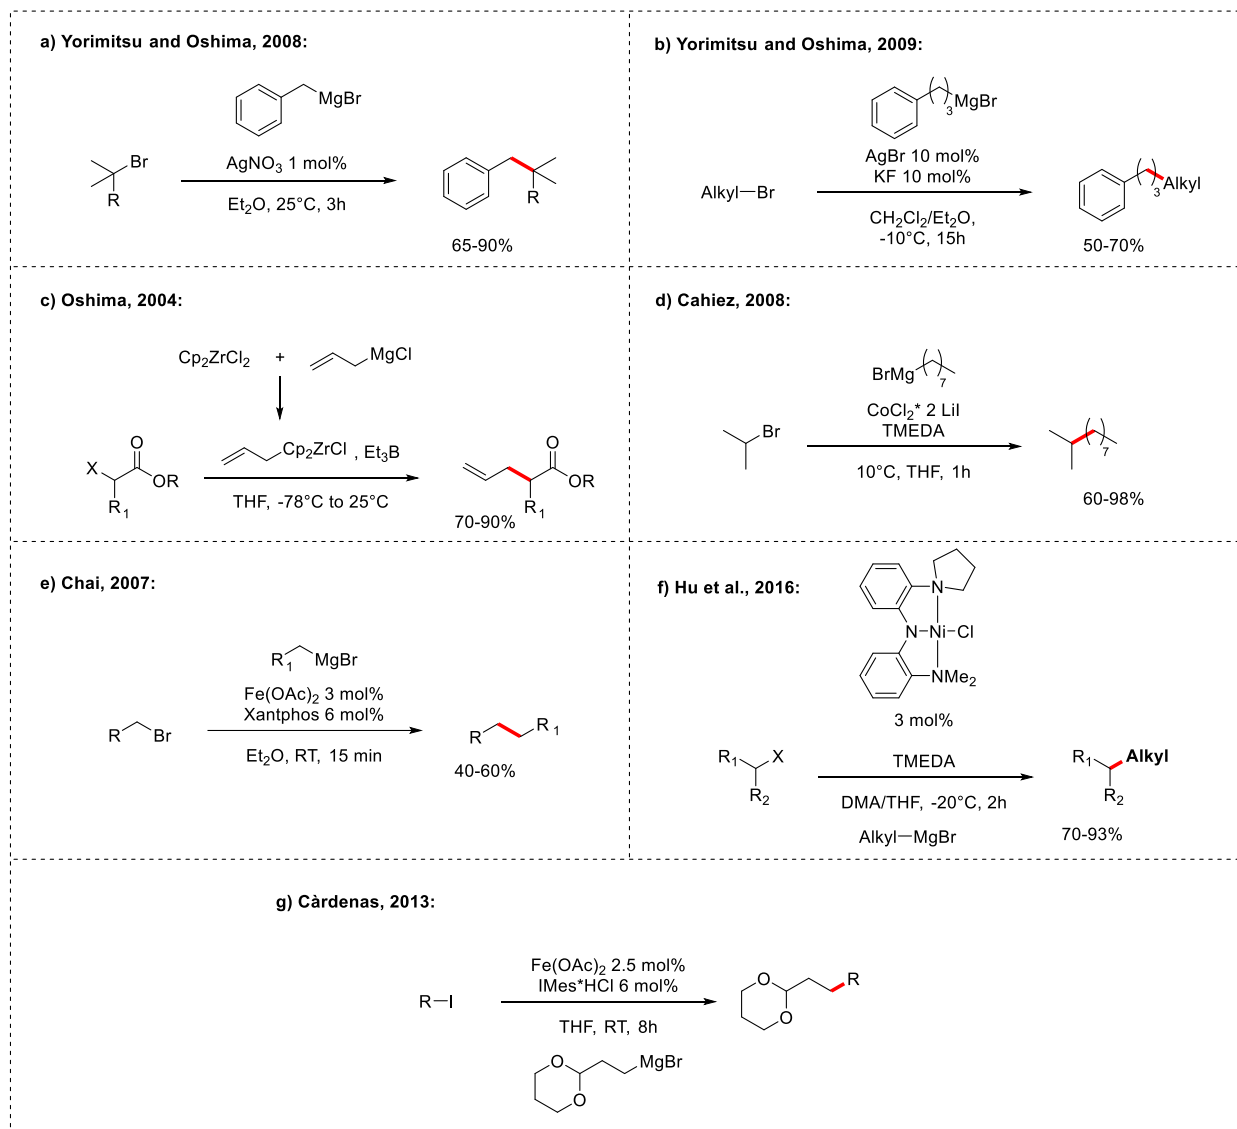 a) Yorimitsu and Oshima, 2008:
MgBr
Br
R
AgNO3 1 mol%
Et2O, 25°C, 3h
R
65-90%
b) Yorimitsu and Oshima, 2009:
3
MgBr
Alkyl
Br
AgBr 10 mol%
KF 10 mol%
CH2Cl2/Et2O,
-10°C, 15h
3
Alkyl
50-70%
c) Oshima, 2004:
Cp2ZrCl2
+
MgCl
X
O
OR
R1
Cp2ZrCl , Et3B
THF, -78°C to 25°C
O
OR
R1
70-90%
d) Cahiez, 2008:
BrMg
7
Br
CoCl2* 2 LiI
TMEDA
10°C, THF, 1h
7
60-98%
e) Chai, 2007:
R1
MgBr
Fe(OAc)2 3 mol%
Xantphos 6 mol%
R
Br
Et2O, RT, 15 min
R
R1
40-60%
f) Hu et al., 2016:
N
N
Ni
Cl
NMe2
3 mol%
R1
X
R2
TMEDA
DMA/THF, -20°C, 2h
Alkyl
MgBr
R1
Alkyl
R2
70-93%
g) Càrdenas, 2013:
R
I
Fe(OAc)2 2.5 mol%
IMes*HCl 6 mol%
THF, RT, 8h
O
O
MgBr
O
O
R